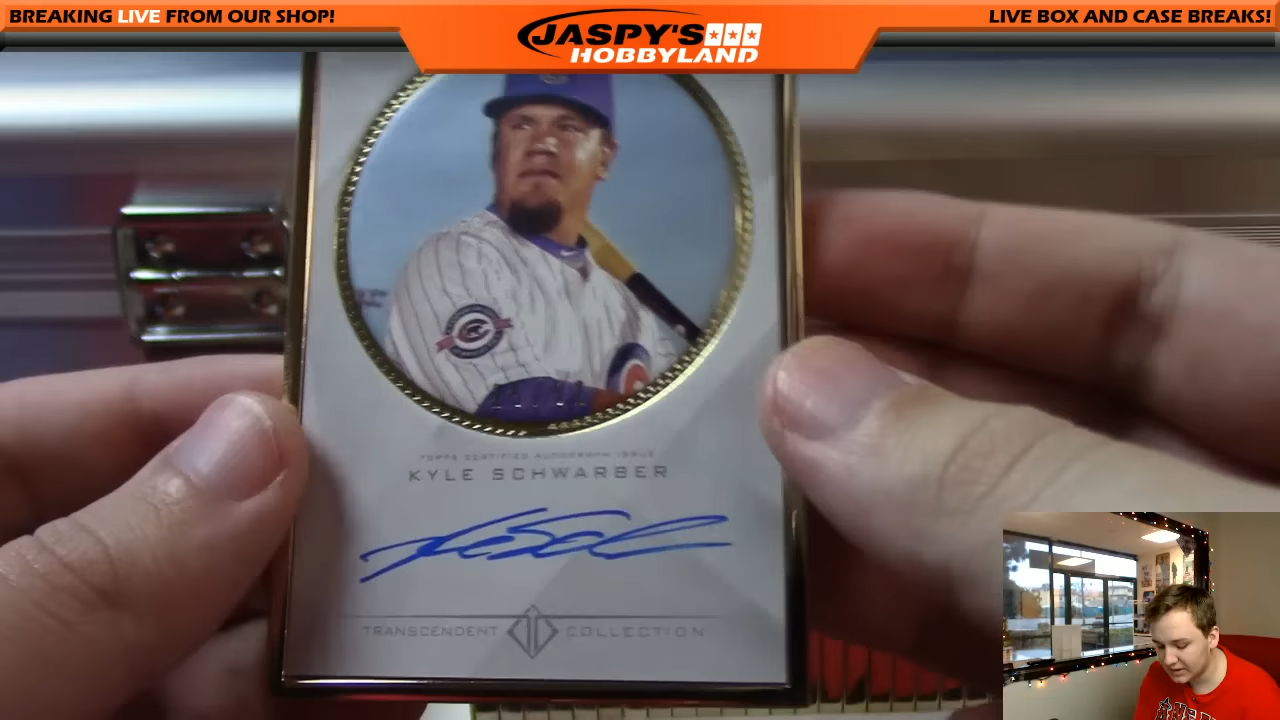 BREAKING LIVE FROM OUR SHOP!
JASPY'S
HOBBYLAND
LIVE BOX AND CASE BREAKS!
TOPPS CERTIFIED AUTOGRAPH ISSUE
KYLE SCHWARBER
TRANSCENDENT COLLECTION